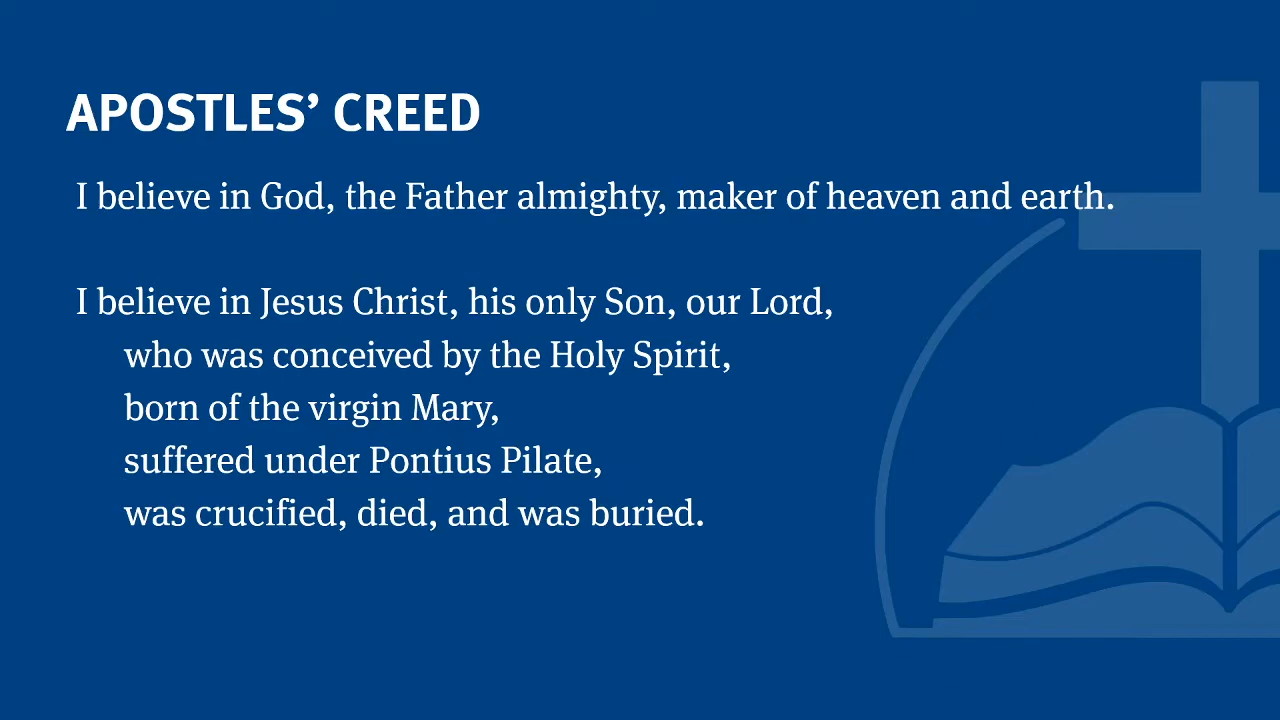 APOSTLES’ CREED
I believe in God, the Father almighty, maker of heaven and earth.
I believe in Jesus Christ, his only Son, our Lord,
who was conceived by the Holy Spirit,
born of the virgin Mary,
suffered under Pontius Pilate,
was crucified, died, and was buried.